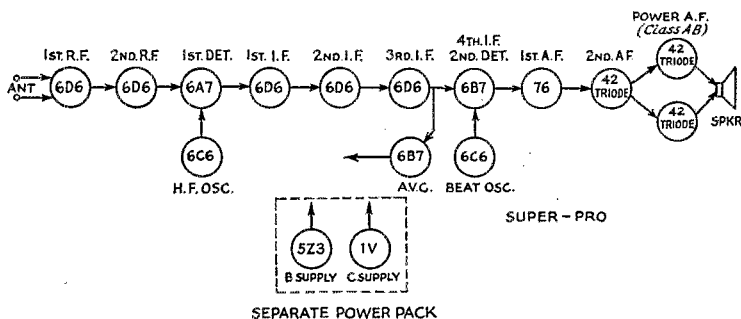 POWER A.F.
(Class AB)
4TH. I.F.
1ST. R.F. 2ND. R.F. 1ST. DET. 1ST. I.F. 2ND. I.F. 3RD. I.F. 2ND. DET. 1ST A.F. 2ND. A.F.
42 TRIODE
ANT 6D6 6D6 6A7 6D6 6D6 6D6 6B7 76 42 TRIODE
42 TRIODE
SPKR
6C6 6B7 6C6
H.F. OSC. A.V.C. BEAT OSC.
SUPER-PRO
5Z3 1V
B SUPPLY C SUPPLY
SEPARATE POWER PACK